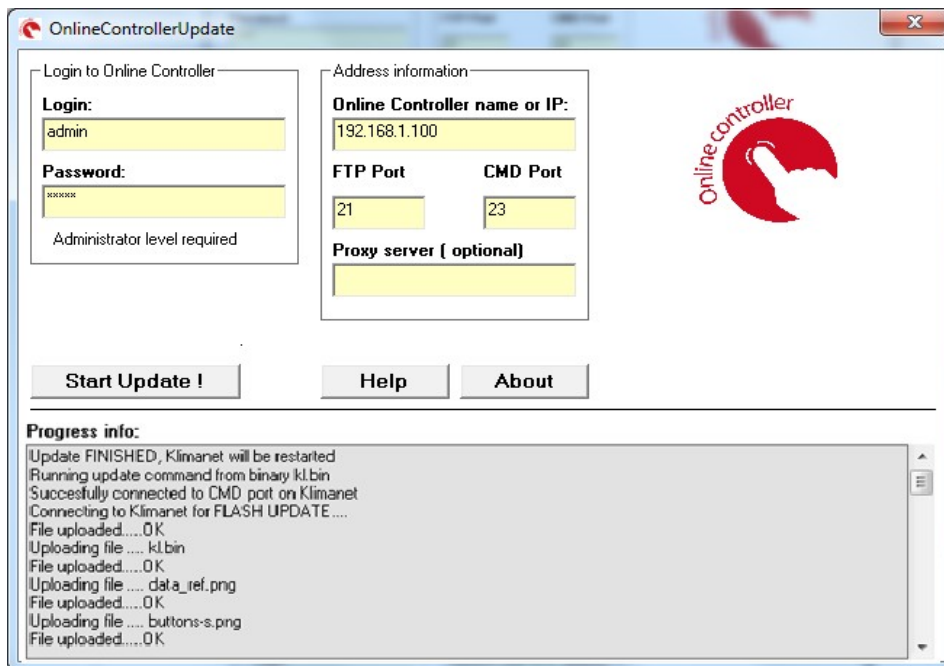 OnlineControllerUpdate
Login to Online Controller
Login:
admin
Password:
xxxxx
Administrator level required
Address information
Online Controller name or IP:
192.168.1.100
FTP Port
CMD Port
21
23
Proxy server ( optional)
Online controller
Start Update !
Help
About
Progress info:
Update FINISHED, Klimanet will be restarted
Running update command from binary kl.bin
Succesfully connected to CMD port on Klimanet
Connecting to Klimanet for FLASH UPDATE....
File uploaded.....OK
Uploading file .... kl.bin
File uploaded.....OK
Uploading file .... data_ref.png
File uploaded.....OK
Uploading file .... buttons-s.png
File uploaded.....OK